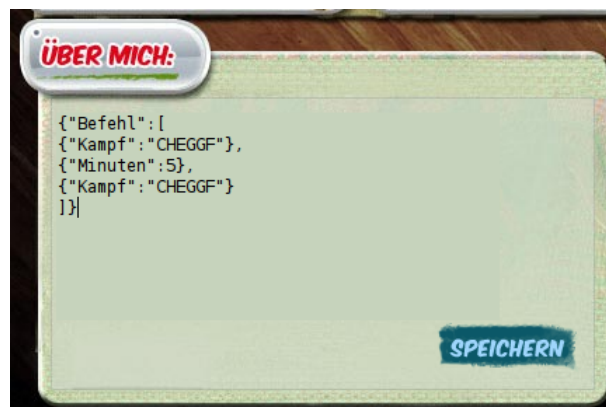 ÜBER MICH:
{"Befehl":[
{"Kampf":"CHEGGF"},
{"Minuten":5},
{"Kampf":"CHEGGF"}
]}
SPEICHERN